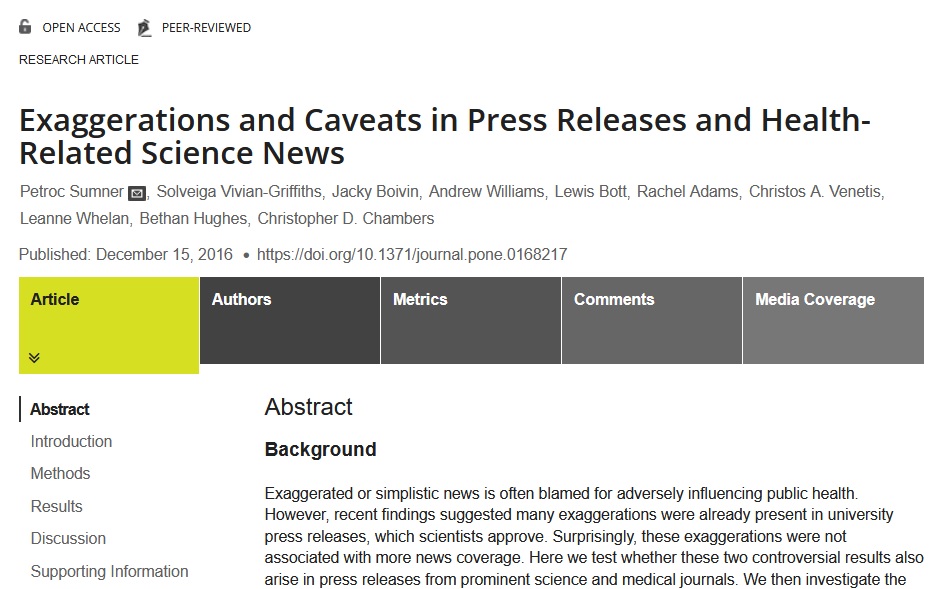 OPEN ACCESS PEER-REVIEWED
RESEARCH ARTICLE
Exaggerations and Caveats in Press Releases and Health-
Related Science News
Petroc Sumner, Solveiga Vivian-Griffiths, Jacky Boivin, Andrew Williams, Lewis Bott, Rachel Adams, Christos A. Venetis,
Leanne Whelan, Bethan Hughes, Christopher D. Chambers
Published: December 15, 2016 • https://doi.org/10.1371/journal.pone.0168217
Article Authors Metrics Comments Media Coverage
Abstract
Introduction
Methods
Results
Discussion
Supporting Information
Abstract
Background
Exaggerated or simplistic news is often blamed for adversely influencing public health.
However, recent findings suggested many exaggerations were already present in university
press releases, which scientists approve. Surprisingly, these exaggerations were not
associated with more news coverage. Here we test whether these two controversial results also
arise in press releases from prominent science and medical journals. We then investigate the